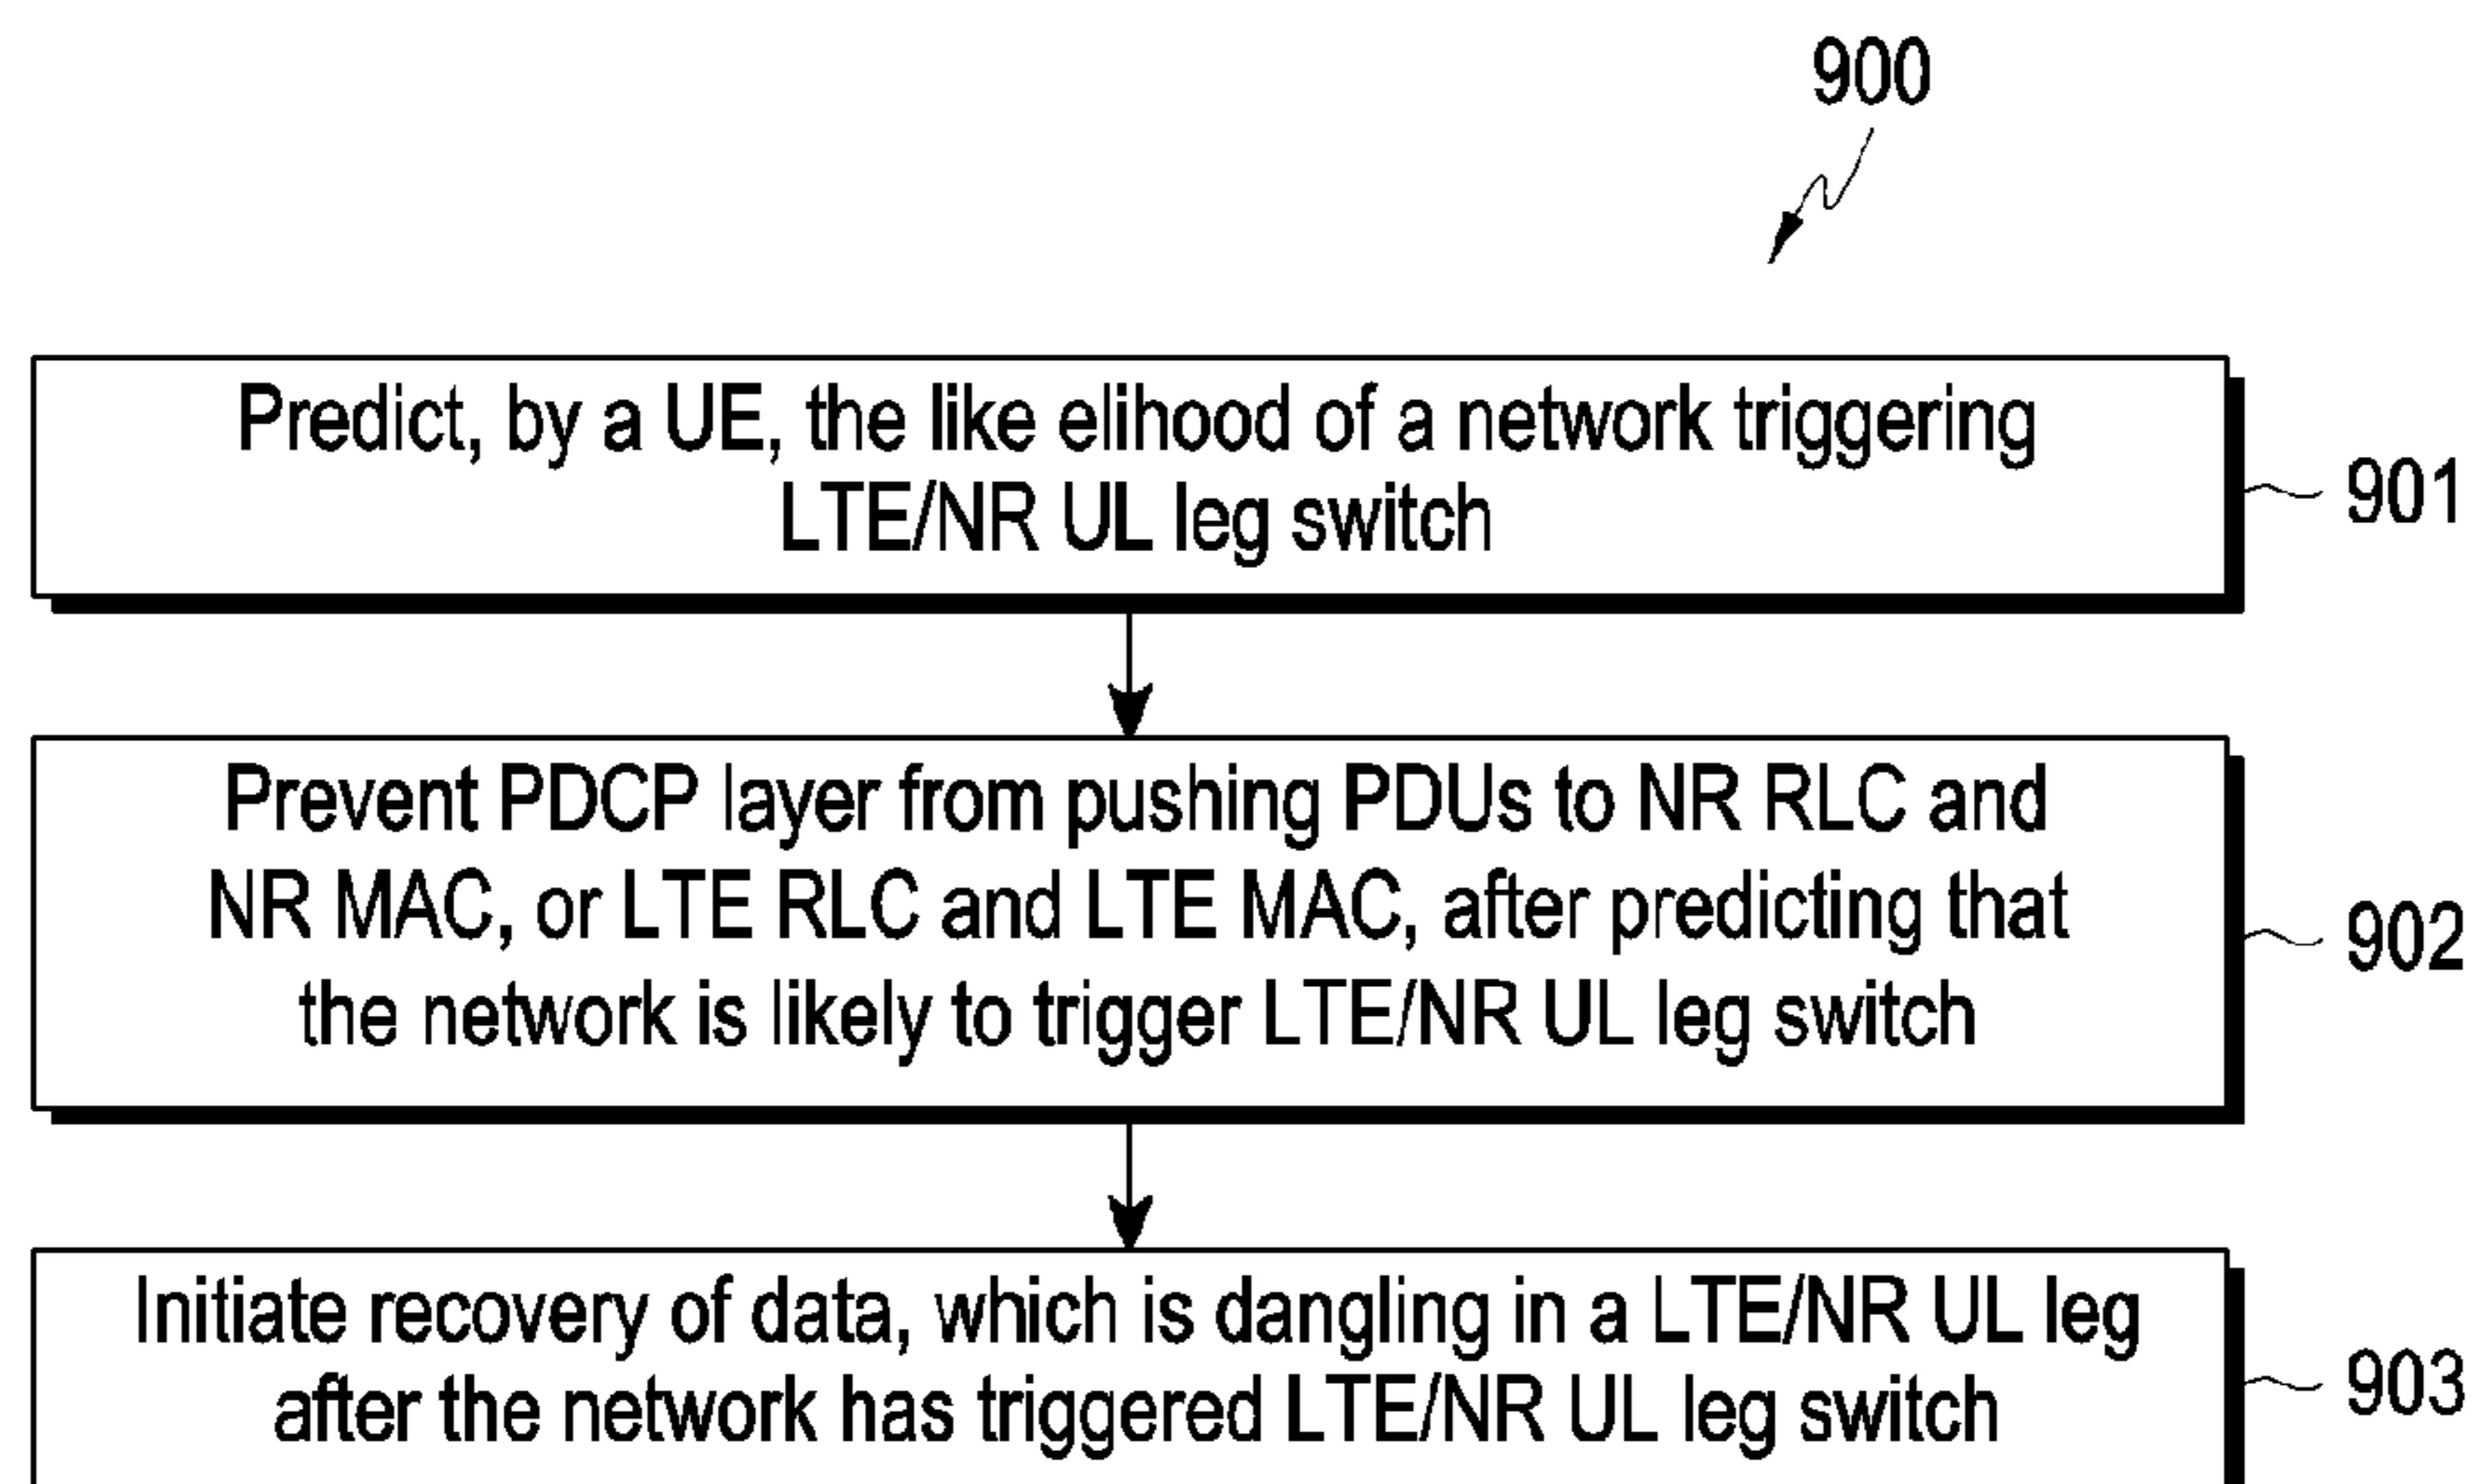 900
Predict, by a UE, the like elihood of a network triggering
LTE/NR UL leg switch
901
Prevent PDCP layer from pushing PDUs to NR RLC and
NR MAC, or LTE RLC and LTE MAC, after predicting that
the network is likely to trigger LTE/NR UL leg switch
902
Initiate recovery of data, which is dangling in a LTE/NR UL leg
after the network has triggered LTE/NR UL leg switch
903